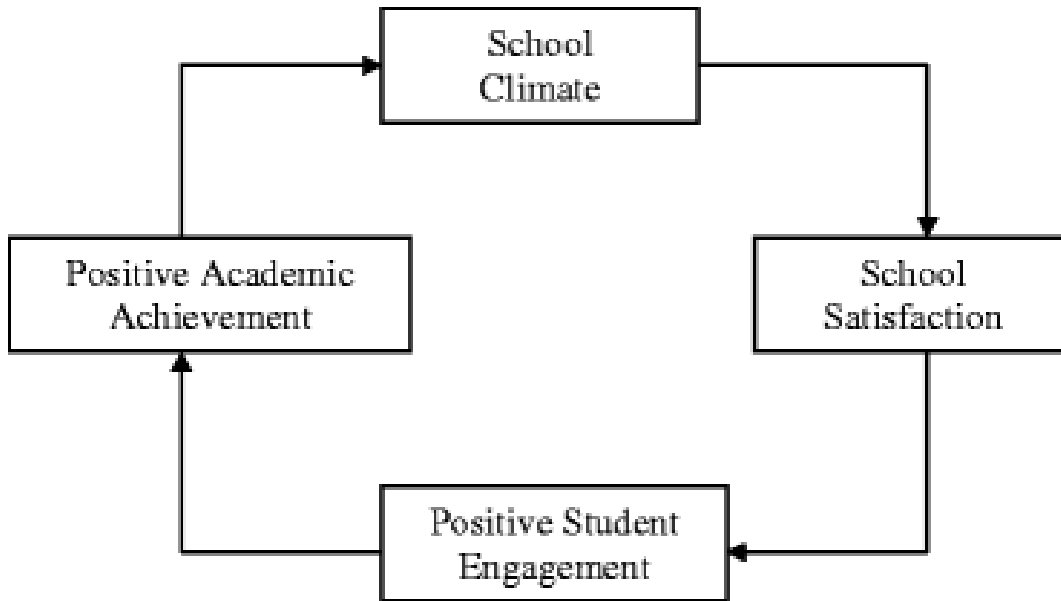 School
Climate
Positive Academic
Achievement
School
Satisfaction
Positive Student
Engagement